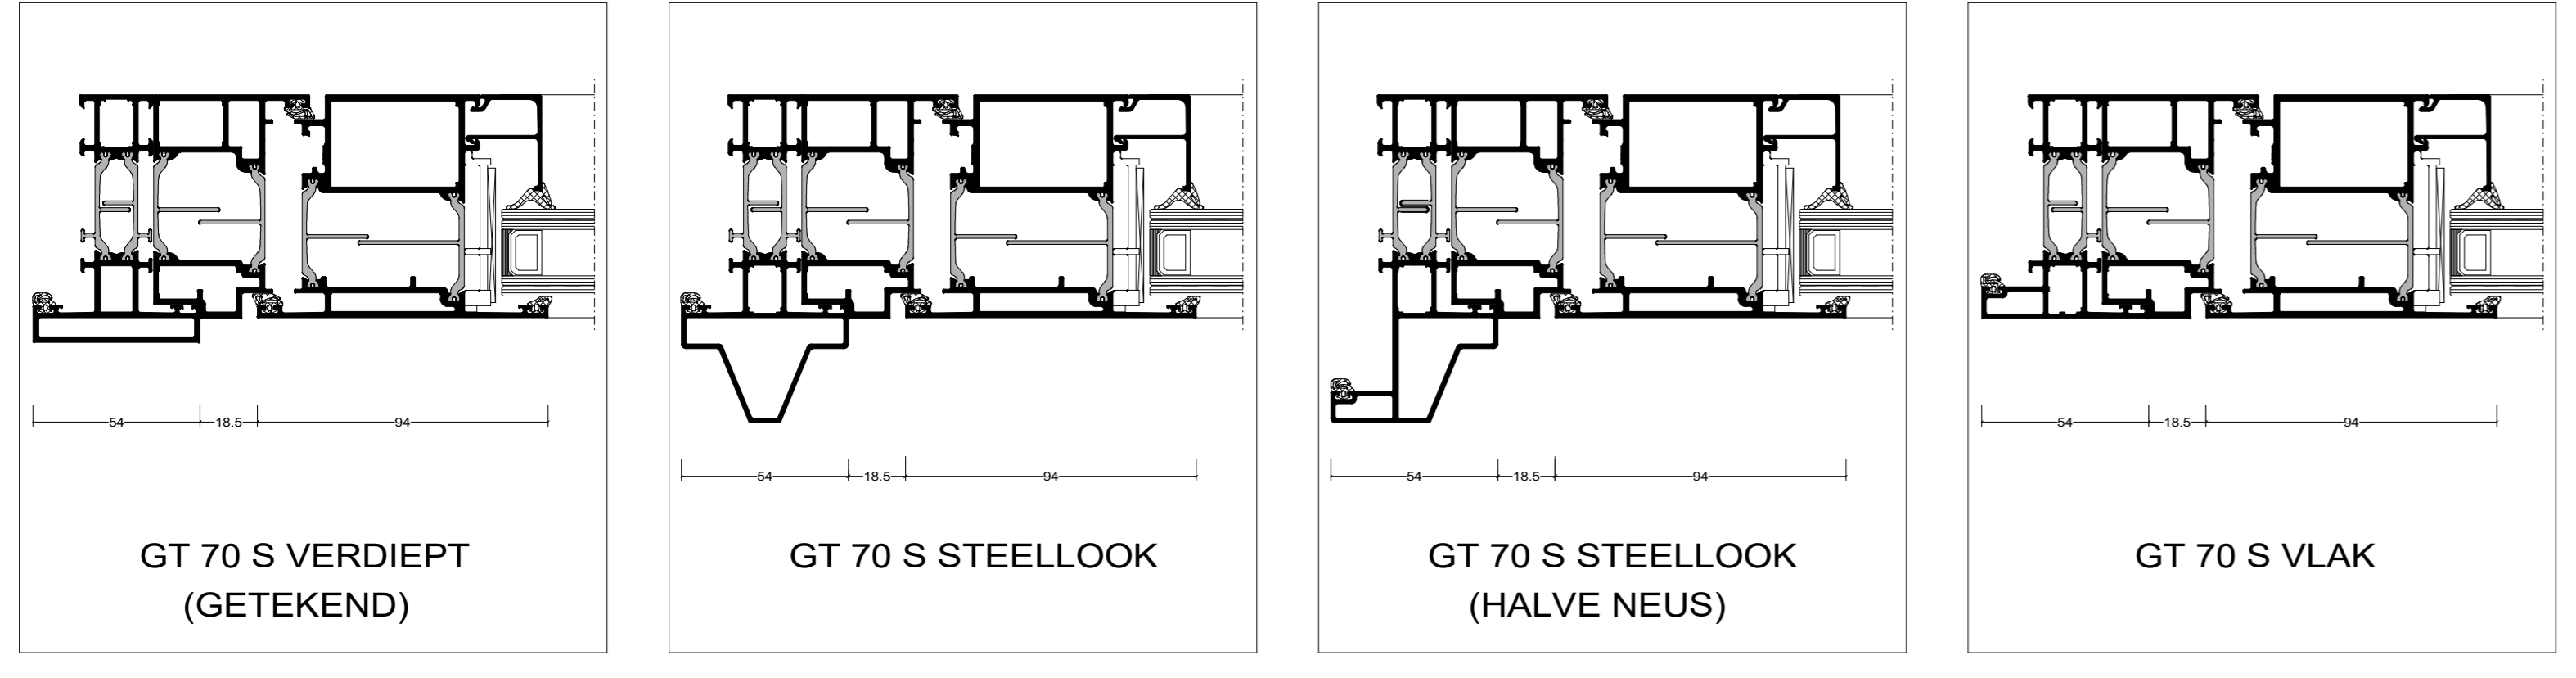 54 18.5 94
GT 70 S VERDIEPT
(GETEKEND)
54 18.5 94
GT 70 S STEELLOOK
54 18.5 94
GT 70 S STEELLOOK
(HALVE NEUS)
54 18.5 94
GT 70 S VLAK